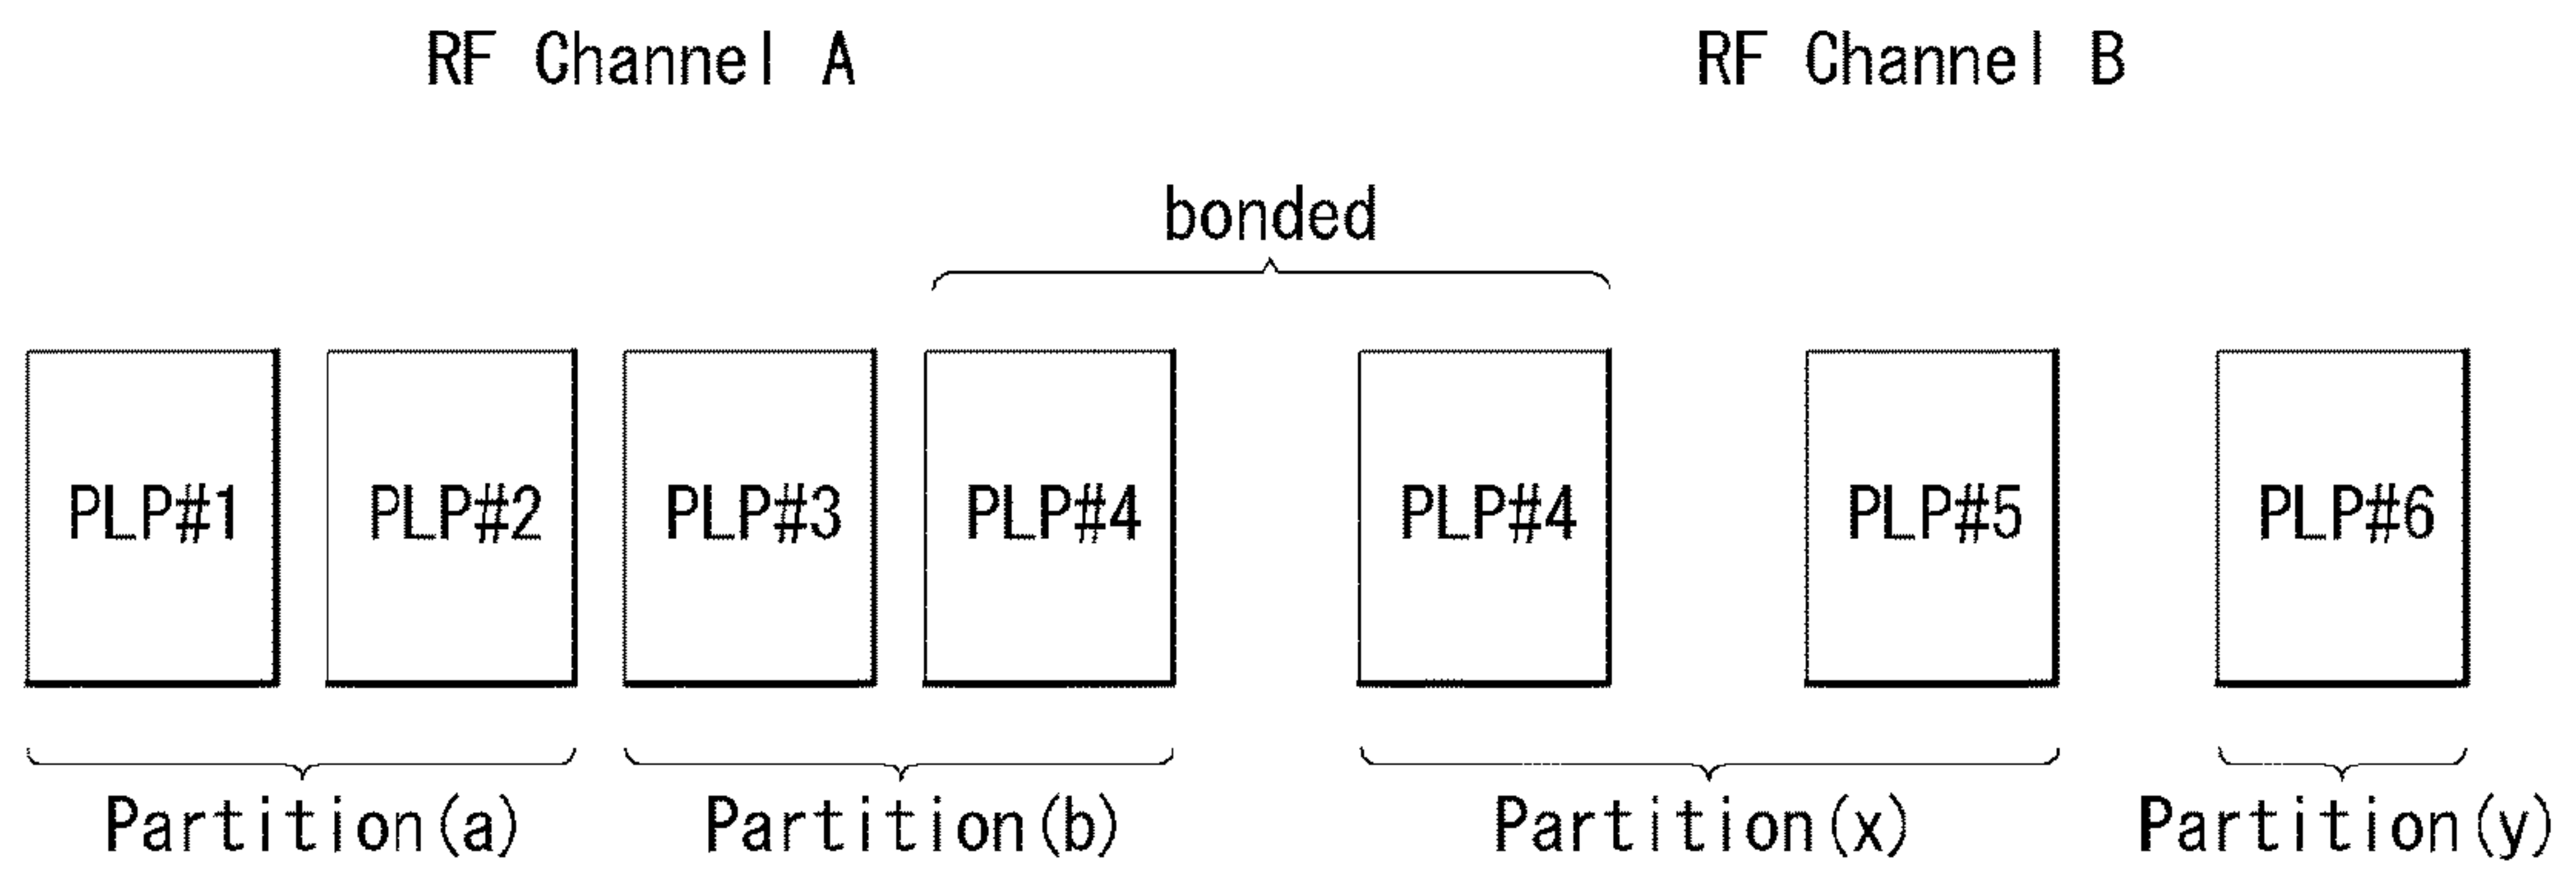 RF Channel A RF Channel B
bonded
PLP#1 PLP#2 PLP#3 PLP#4 PLP#4 PLP#5 PLP#6
Partition(a) Partition(b) Partition(x) Partition(y)